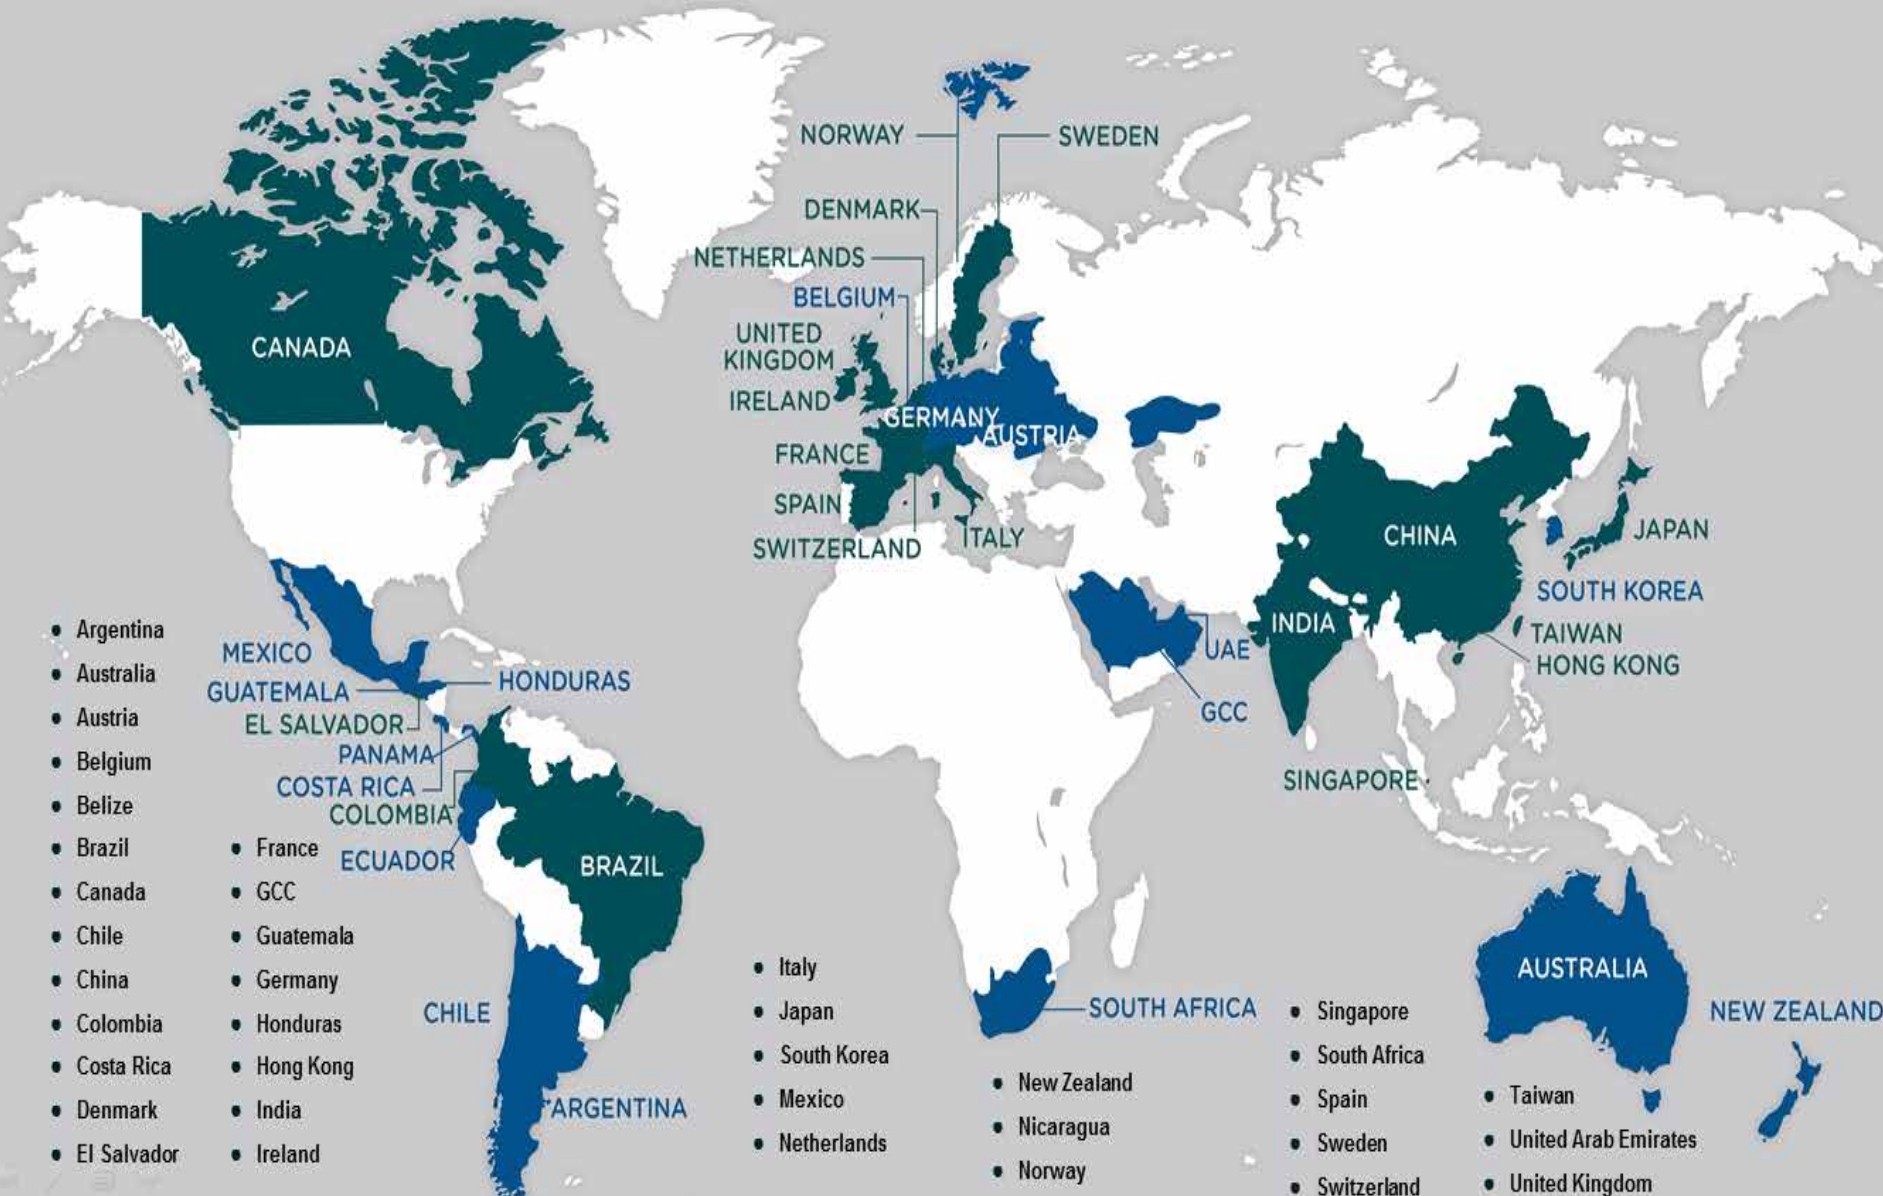 NORWAY
SWEDEN
DENMARK
NETHERLANDS
BELGIUM
UNITED
KINGDOM
IRELAND
GERMANY
AUSTRIA
FRANCE
SPAIN
SWITZERLAND
ITALY
CANADA
CHINA
JAPAN
SOUTH KOREA
INDIA
TAIWAN
HONG KONG
UAE
GCC
SINGAPORE
MEXICO
HONDURAS
GUATEMALA
EL SALVADOR
PANAMA
COSTA RICA
COLOMBIA
ECUADOR
BRAZIL
CHILE
ARGENTINA
SOUTH AFRICA
AUSTRALIA
NEW ZEALAND
• Argentina
• Australia
• Austria
• Belgium
• Belize
• Brazil
• Canada
• Chile
• China
• Colombia
• Costa Rica
• Denmark
• El Salvador
• France
• GCC
• Guatemala
• Germany
• Honduras
• Hong Kong
• India
• Ireland
• Italy
• Japan
• South Korea
• Mexico
• Netherlands
• New Zealand
• Nicaragua
• Norway
• Singapore
• South Africa
• Spain
• Sweden
• Switzerland
• Taiwan
• United Arab Emirates
• United Kingdom